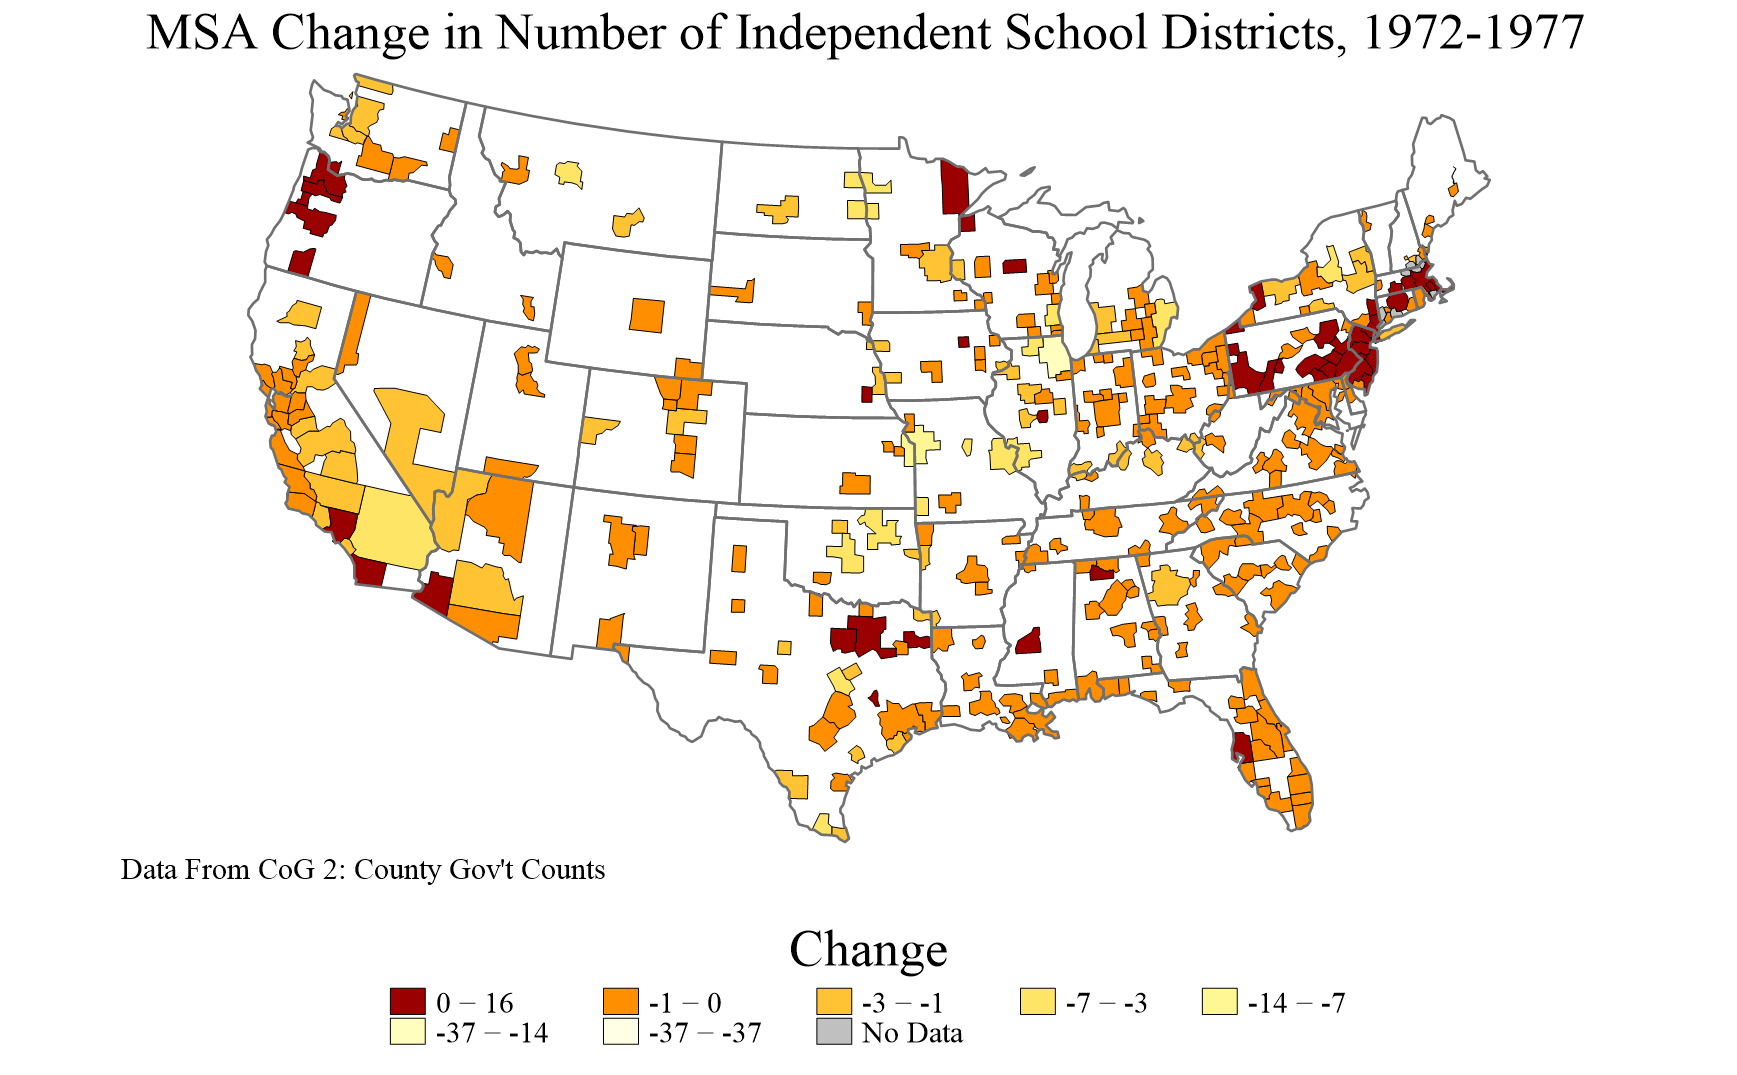 MSA Change in Number of Independent School Districts, 1972-1977
Data From CoG 2: County Gov't Counts
Change
0 – 16
-1 – 0
-3 – -1
-7 – -3
-14 – -7
-37 – -14
-37 – -37
No Data